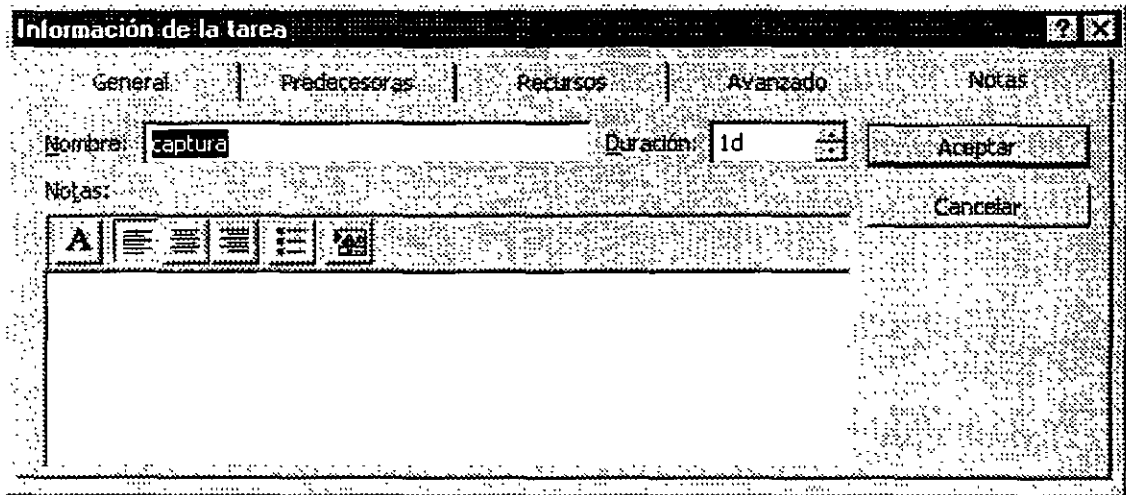 Información de la tarea
General Predecesoras Recursos Avanzado Notas
Nombre: captura Duración: 1d Aceptar
Notas: Cancelar
A